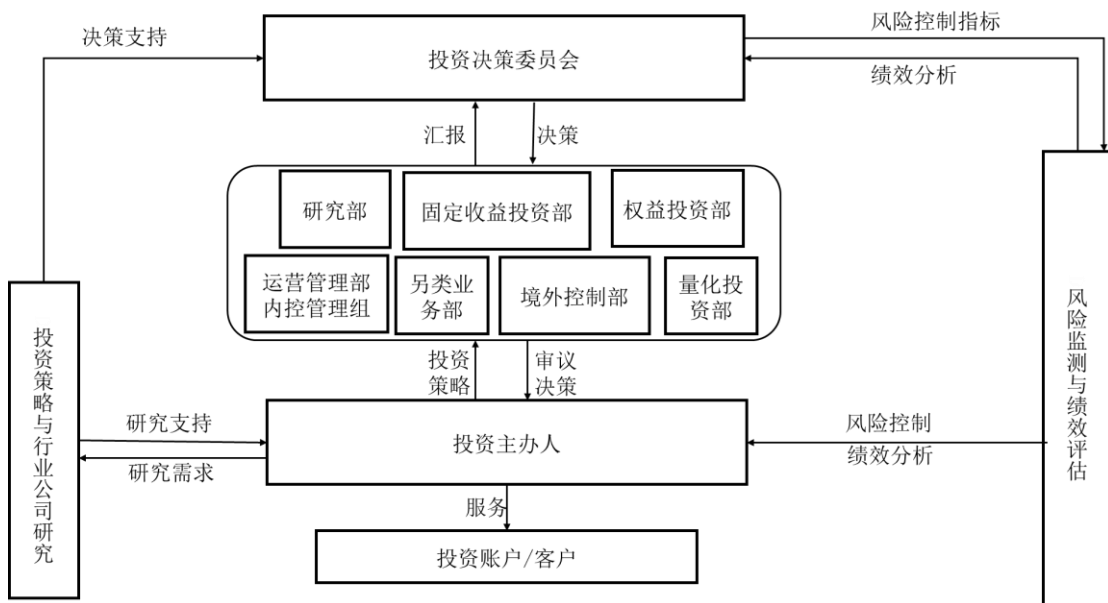 决策支持
投资决策委员会
风险控制指标
绩效分析
汇报
决策
研究部
固定收益投资部
权益投资部
运营管理部
内控管理组
另类业
务部
境外控制部
量化投
资部
投资
策略
审议
决策
投资策略与行业公司研究
研究支持
研究需求
投资主办人
风险控制
绩效分析
风险监测与绩效评估
服务
投资账户/客户